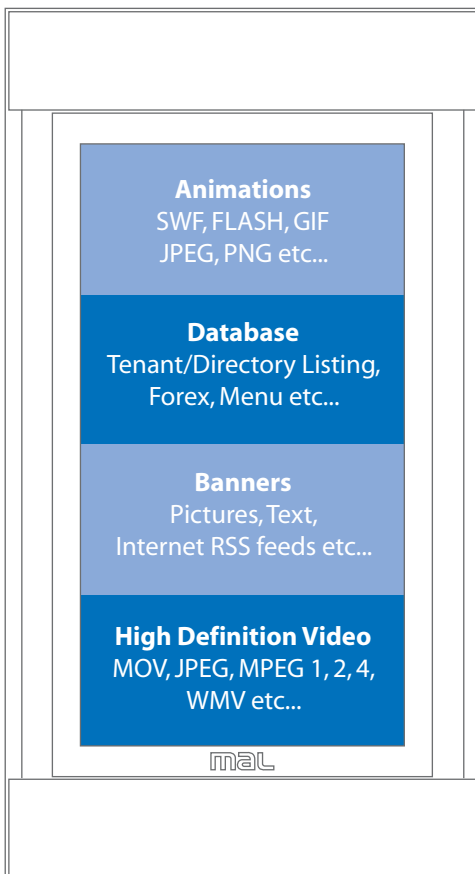 Animations
SWF, FLASH, GIF
JPEG, PNG etc...
Database
Tenant/Directory Listing,
Forex, Menu etc...
Banners
Pictures, Text,
Internet RSS feeds etc...
High Definition Video
MOV, JPEG, MPEG 1, 2, 4,
WMV etc...
maL